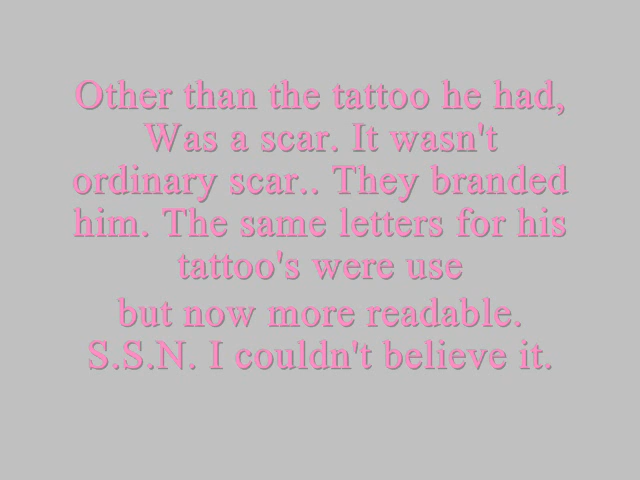 Other than the tattoo he had,
Was a scar. It wasn't
ordinary scar.. They branded
him. The same letters for his
tattoo's were use
but now more readable.
S.S.N. I couldn't believe it.